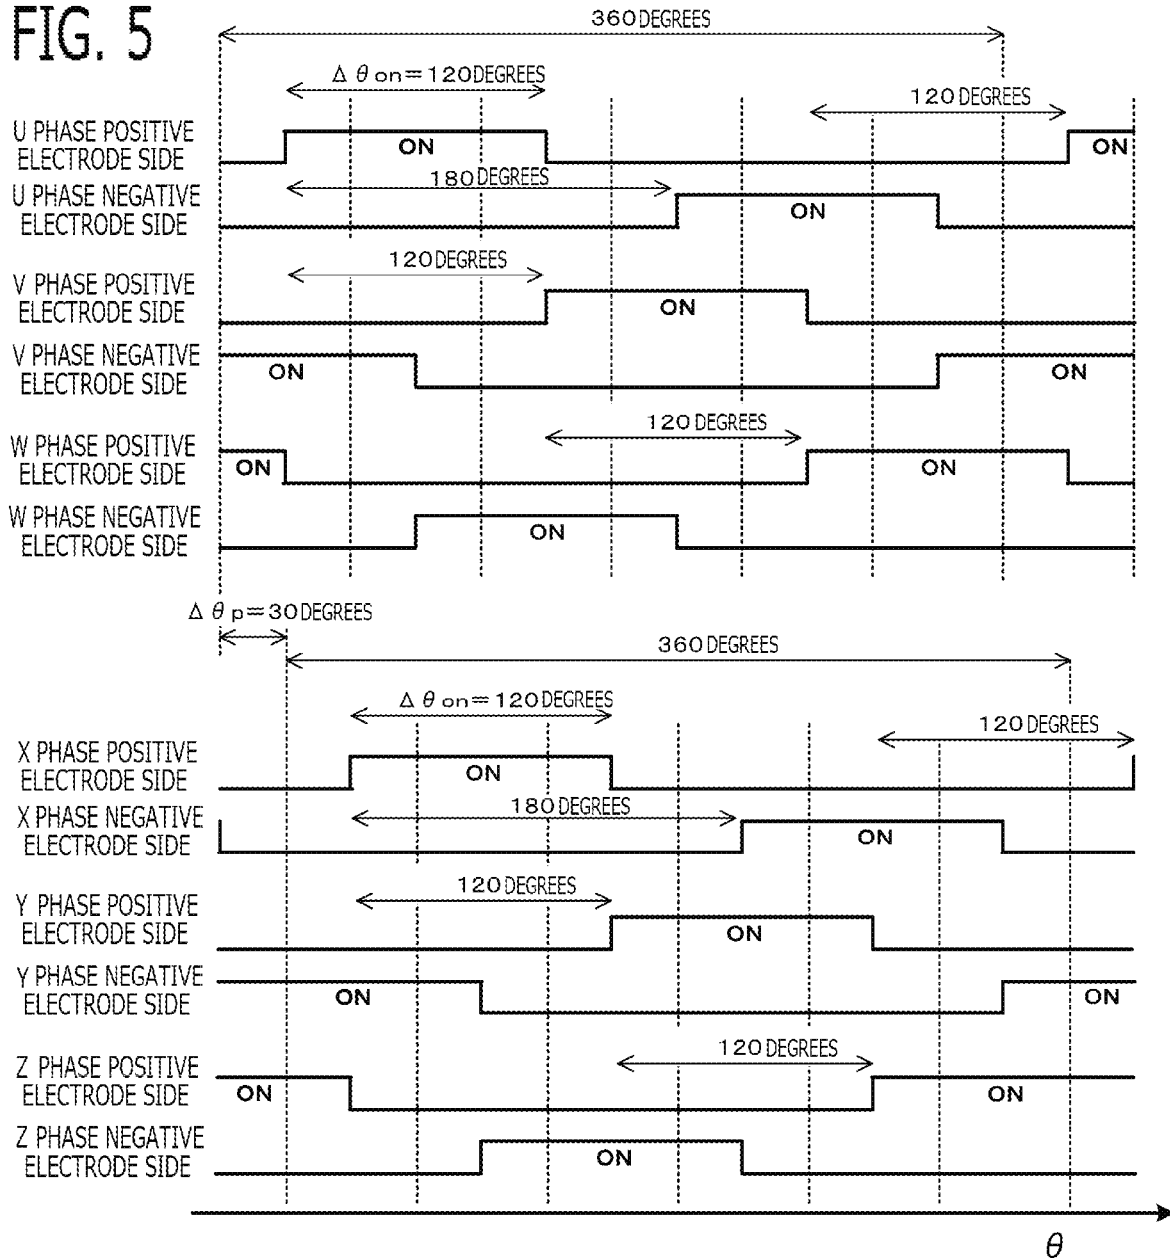 FIG. 5
360 DEGREES
Δ θ on=120 DEGREES
120 DEGREES
U PHASE POSITIVE
ELECTRODE SIDE
ON
ON
180 DEGREES
U PHASE NEGATIVE
ELECTRODE SIDE
ON
120 DEGREES
V PHASE POSITIVE
ELECTRODE SIDE
ON
V PHASE NEGATIVE
ELECTRODE SIDE
ON
ON
120 DEGREES
W PHASE POSITIVE
ELECTRODE SIDE
ON
ON
W PHASE NEGATIVE
ELECTRODE SIDE
ON
Δ θ p=30 DEGREES
360 DEGREES
Δ θ on=120 DEGREES
120 DEGREES
X PHASE POSITIVE
ELECTRODE SIDE
ON
180 DEGREES
X PHASE NEGATIVE
ELECTRODE SIDE
ON
120 DEGREES
Y PHASE POSITIVE
ELECTRODE SIDE
ON
Y PHASE NEGATIVE
ELECTRODE SIDE
ON
ON
120 DEGREES
Z PHASE POSITIVE
ELECTRODE SIDE
ON
ON
Z PHASE NEGATIVE
ELECTRODE SIDE
ON
θ